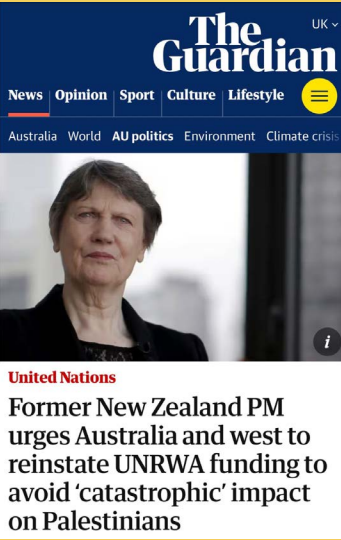 The
Guardian
UK
News Opinion Sport Culture Lifestyle
Australia World AU politics Environment Climate crisis
i
United Nations
Former New Zealand PM
urges Australia and west to
reinstate UNRWA funding to
avoid ‘catastrophic’ impact
on Palestinians